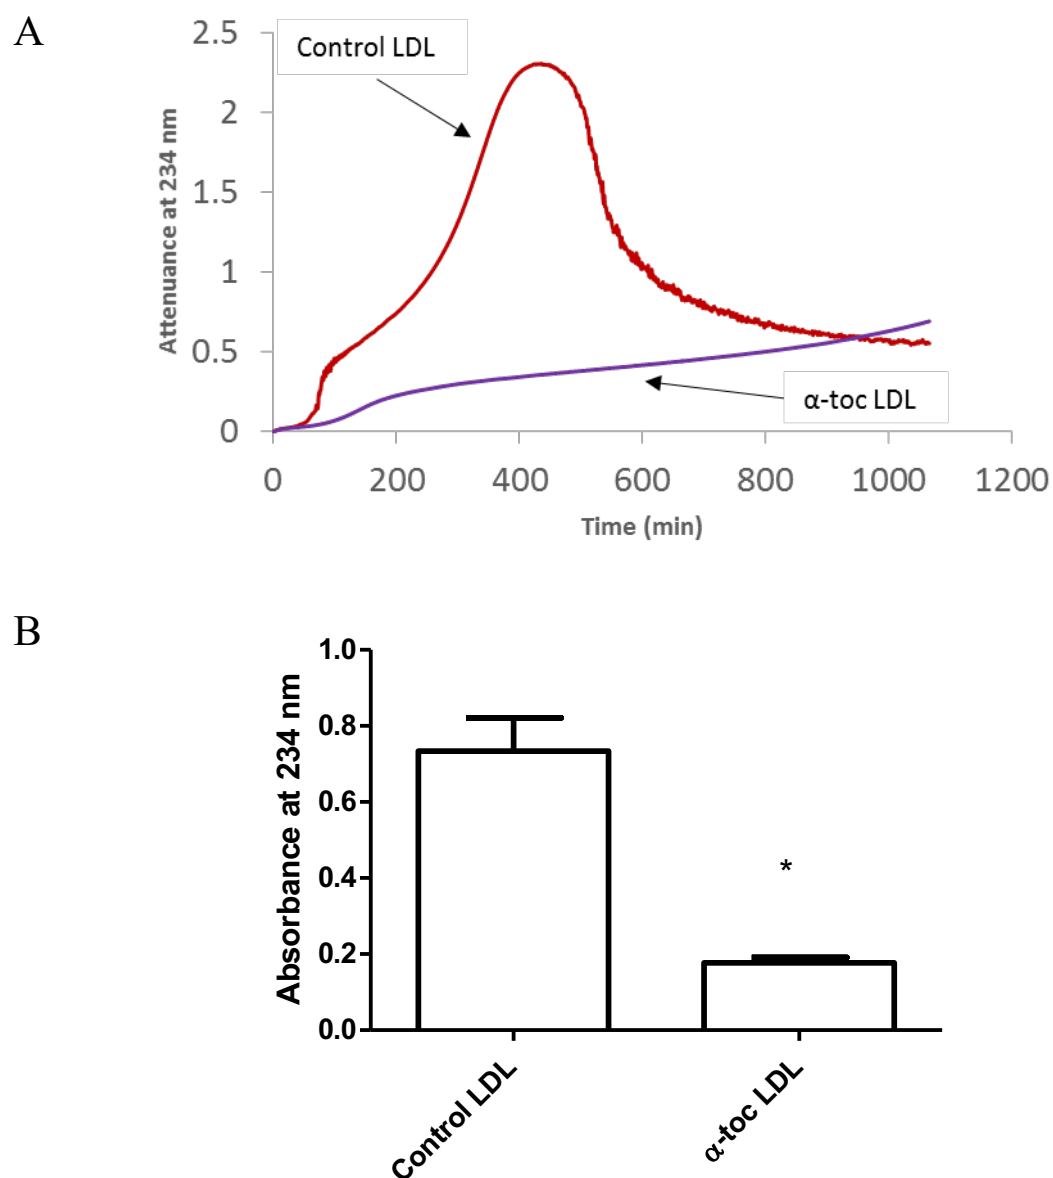 A
Control LDL
Attenuance at 234 nm
2.5
2
1.5
1
0.5
0
α-toc LDL
0 200 400 600 800 1000 1200
Time (min)
B
Absorbance at 234 nm
1.0
0.8
0.6
0.4
0.2
0.0
*
Control LDL
α-toc LDL